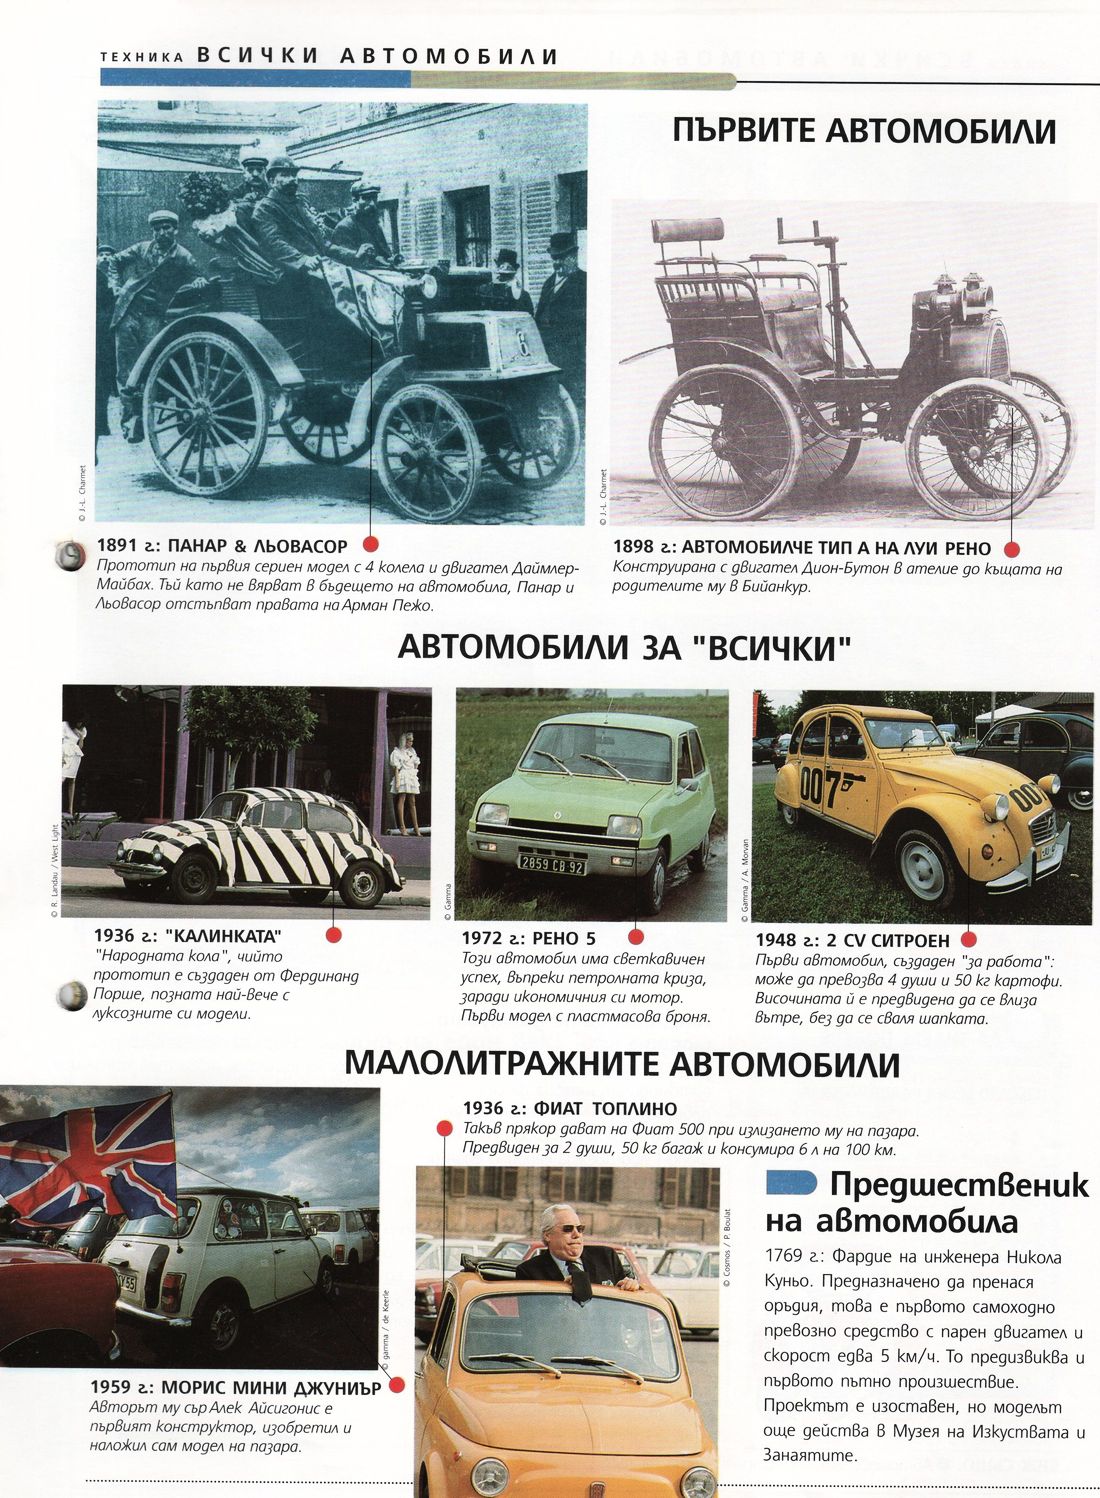 ТЕХНИКА ВСИЧКИ АВТОМОБИЛИ
ПЪРВИТЕ АВТОМОБИЛИ
© J.-L. Charmet
© J.-L. Charmet
1891 г.: ПАНАР & ЛЬОВАСОР
Прототип на първия сериен модел с 4 колела и двигател Даймлер-
Майбах. Тъй като не вярват в бъдещето на автомобила, Панар и
Льовасор отстъпват правата на Арман Пежо.
1898 г.: АВТОМОБИЛЧЕ ТИП А НА ЛУИ РЕНО
Конструирана с двигател Дион-Бутон в ателие до къщата на
родителите му в Бийанкур.
АВТОМОБИЛИ ЗА "ВСИЧКИ"
© R. Landau / West Light
© Gamma
© Gamma / A. Morvan
2859 CB 92
007
007
1936 г.: "КАЛИНКАТА"
"Народната кола", чийто
прототип е създаден от Фердинанд
Порше, позната най-вече с
луксозните си модели.
1972 г.: РЕНО 5
Този автомобил има светкавичен
успех, въпреки петролната криза,
заради икономичния си мотор.
Първи модел с пластмасова броня.
1948 г.: 2 CV СИТРОЕН
Първи автомобил, създаден "за работа":
може да превозва 4 души и 50 кг картофи.
Височината й е предвидена да се влиза
вътре, без да се сваля шапката.
МАЛОЛИТРАЖНИТЕ АВТОМОБИЛИ
1936 г.: ФИАТ ТОПЛИНО
Такъв прякор дават на Фиат 500 при излизането му на пазара.
Предвиден за 2 души, 50 кг багаж и консумира 6 л на 100 км.
© gamma / de Keerle
© Cosmos / P. Boulat
1959 г.: МОРИС МИНИ ДЖУНИЪР
Авторът му сър Алек Айсигонис е
първият конструктор, изобретил и
наложил сам модел на пазара.
Предшественик
на автомобила
1769 г.: Фардие на инженера Никола
Куньо. Предназначено да пренася
оръдия, това е първото самоходно
превозно средство с парен двигател и
скорост едва 5 км/ч. То предизвиква и
първото пътно произшествие.
Проектът е изоставен, но моделът
още действа в Музея на Изкуствата и
Занаятите.